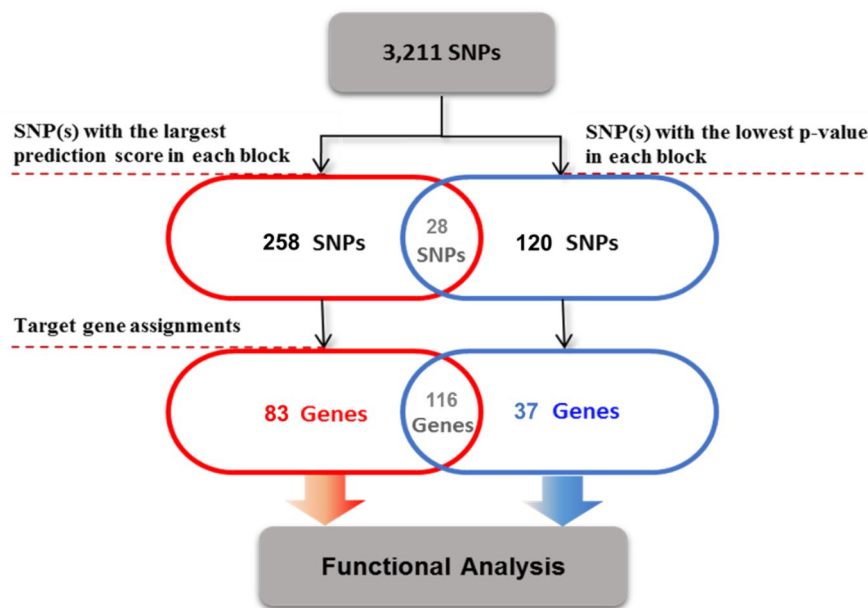 3,211 SNPs
SNP(s) with the largest
prediction score in each block
SNP(s) with the lowest p-value
in each block
258 SNPs
28
SNPs
120 SNPs
Target gene assignments
83 Genes
116
Genes
37 Genes
Functional Analysis